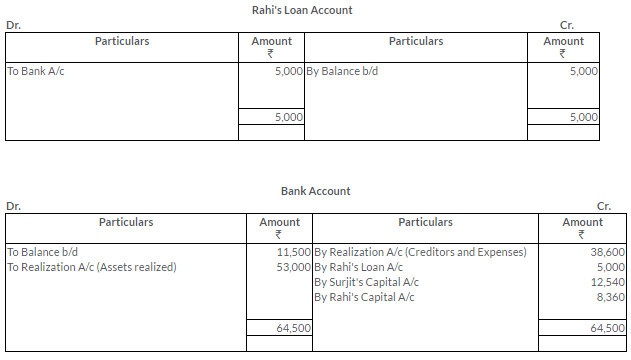 Rahi's Loan Account
Dr. Cr.
Particulars Amount Particulars Amount
₹ ₹
To Bank A/c 5,000 By Balance b/d 5,000
5,000 5,000
Bank Account
Dr. Cr.
Particulars Amount Particulars Amount
₹ ₹
To Balance b/d 11,500 By Realization A/c (Creditors and Expenses) 38,600
To Realization A/c (Assets realized) 53,000 By Rahi's Loan A/c 5,000
By Surjit's Capital A/c 12,540
By Rahi's Capital A/c 8,360
64,500 64,500